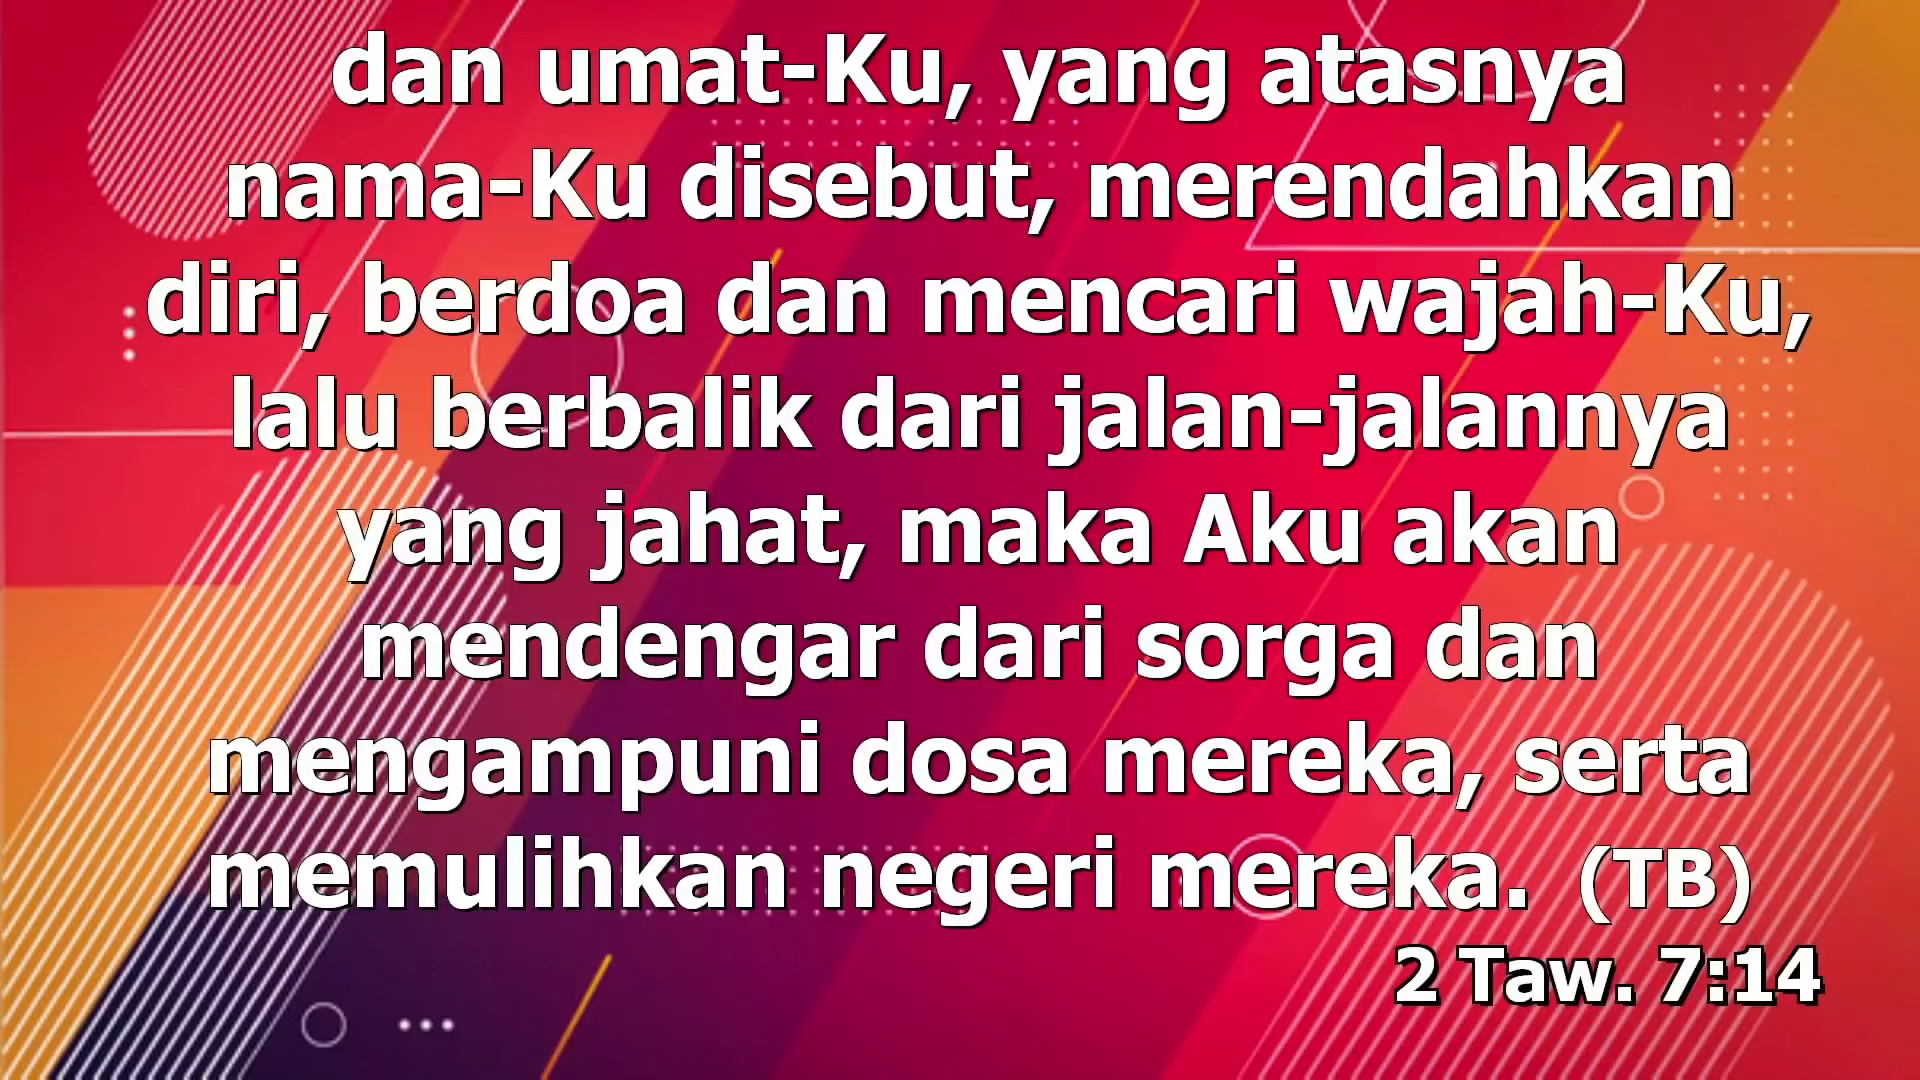 dan umat-Ku, yang atasnya
nama-Ku disebut, merendahkan
diri, berdoa dan mencari wajah-Ku,
lalu berbalik dari jalan-jalannya
yang jahat, maka Aku akan
mendengar dari sorga dan
mengampuni dosa mereka, serta
memulihkan negeri mereka. (TB)
2 Taw. 7:14